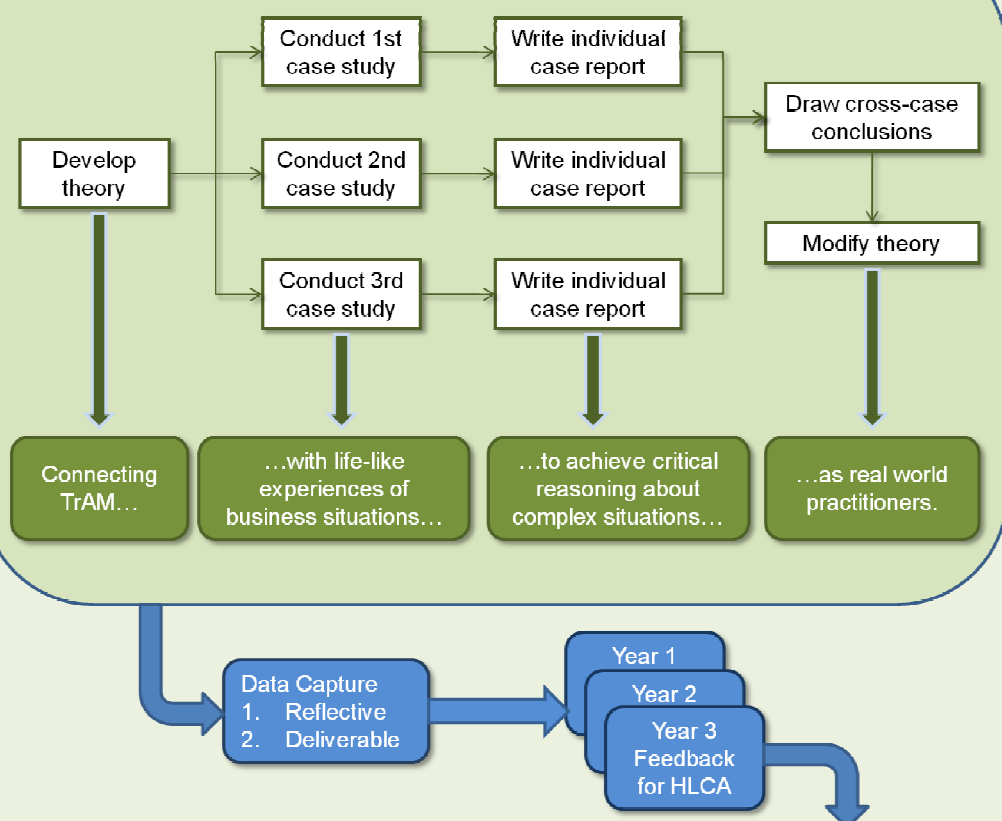 Conduct 1st
case study
Write individual
case report
Draw cross-case
conclusions
Develop
theory
Conduct 2nd
case study
Write individual
case report
Modify theory
Conduct 3rd
case study
Write individual
case report
Connecting
TrAM…
…with life-like
experiences of
business situations…
…to achieve critical
reasoning about
complex situations…
…as real world
practitioners.
Data Capture
1. Reflective
2. Deliverable
Year 1
Year 2
Year 3
Feedback
for HLCA